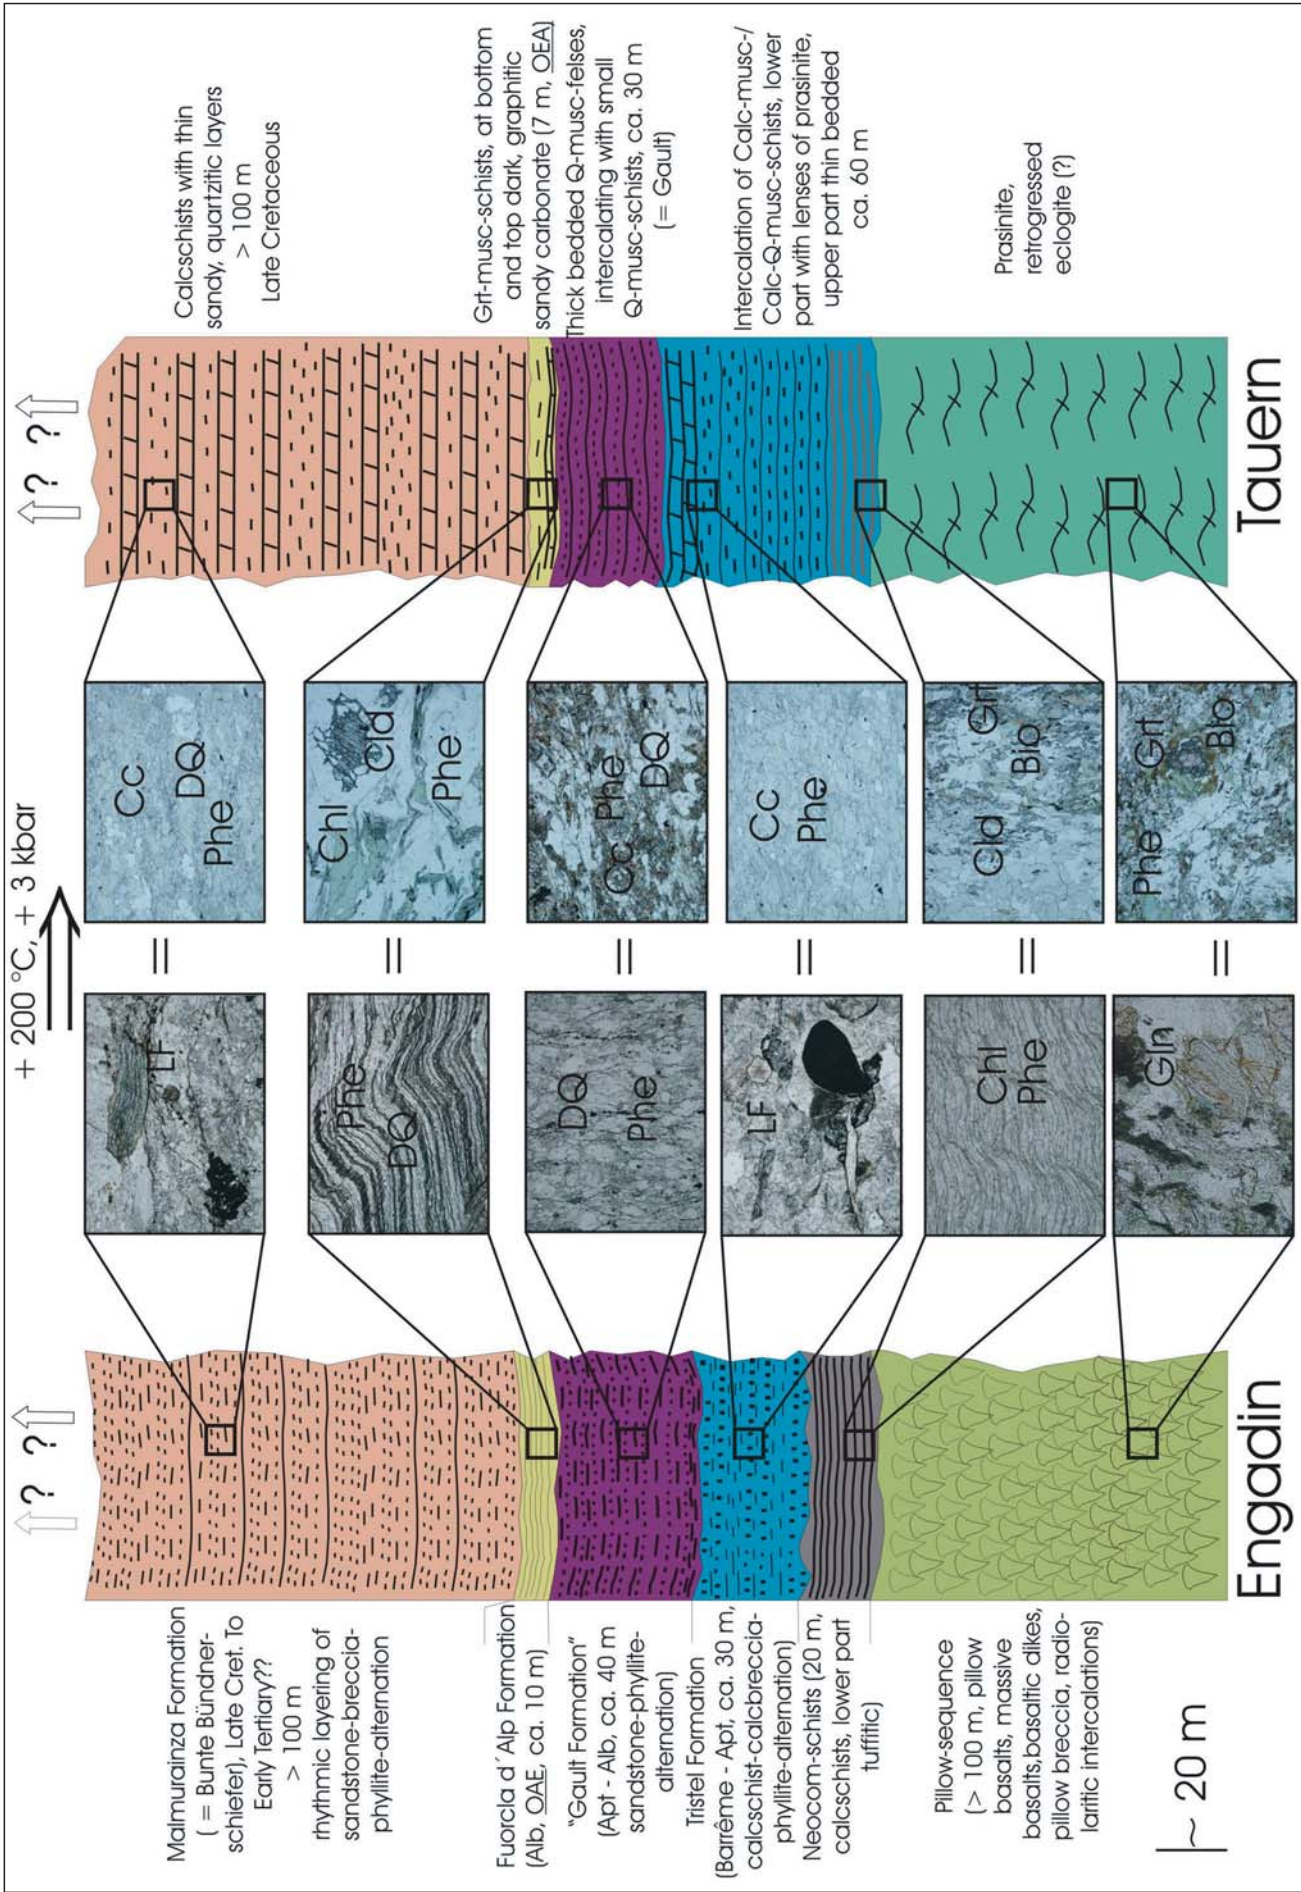 + 200 °C, + 3 kbar
? ?
Malmurainza Formation
( = Bunte Bündner-
schiefer), Late Cret. To
Early Tertiary??
> 100 m
rhythmic layering of
sandstone-breccia-
phyllite-alternation
Fuorcla d´ Alp Formation
(Alb, OAE, ca. 10 m)
"Gault Formation"
(Apt - Alb, ca. 40 m
sandstone-phyllite-
alternation)
Tristel Formation
(Barrême - Apt, ca. 30 m,
calcschist-calcbreccia-
phyllite-alternation)
Neocom-schists (20 m,
calcschists, lower part
tuffitic)
Pillow-sequence
(> 100 m, pillow
basalts, massive
basalts,basaltic dikes,
pillow breccia, radio-
laritic intercalations)
~ 20 m
Engadin
LF
Phe
DQ
DQ
Phe
LF
Chl
Phe
Gln
=
=
=
=
=
=
Cc
DQ
Phe
Chl
Cld
Phe
Cc
Phe
DQ
Cc
Phe
Cld
Bio
Grt
Phe
Grt
Bio
? ?
Tauern
Calcschists with thin
sandy, quartzitic layers
> 100 m
Late Cretaceous
Grt-musc-schists, at bottom
and top dark, graphitic
sandy carbonate (7 m, OEA)
Thick bedded Q-musc-felses,
intercalating with small
Q-musc-schists, ca. 30 m
(= Gault)
Intercalation of Calc-musc-/
Calc-Q-musc-schists, lower
part with lenses of prasinite,
upper part thin bedded
ca. 60 m
Prasinite,
retrogressed
eclogite (?)